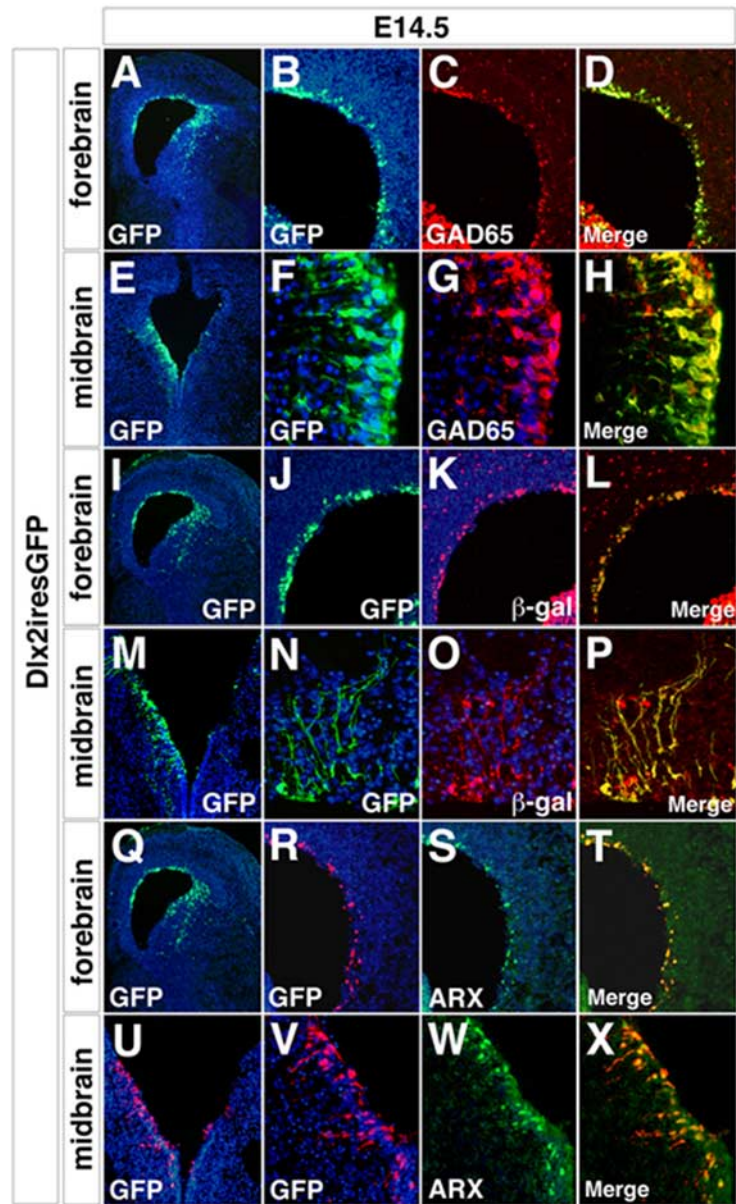 E14.5
Dlx2iresGFP
forebrain
A
GFP
B
GFP
C
GAD65
D
Merge
midbrain
E
GFP
F
GFP
G
GAD65
H
Merge
forebrain
I
GFP
J
GFP
K
β-gal
L
Merge
midbrain
M
GFP
N
GFP
O
β-gal
P
Merge
forebrain
Q
GFP
R
GFP
S
ARX
T
Merge
midbrain
U
GFP
V
GFP
W
ARX
X
Merge